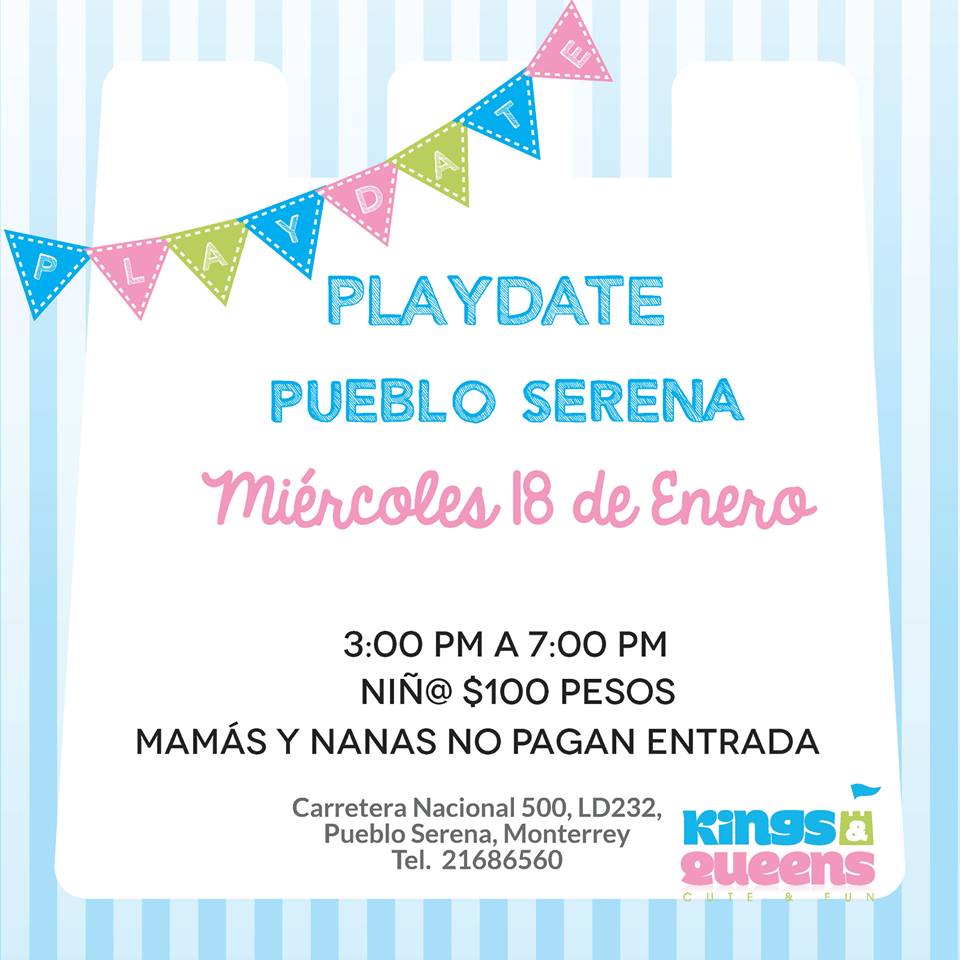 PLAYDATE
PLAYDATE
PUEBLO SERENA
Miércoles 18 de Enero
3:00 PM A 7:00 PM
NIÑ@ $100 PESOS
MAMÁS Y NANAS NO PAGAN ENTRADA
Carretera Nacional 500, LD232,
Pueblo Serena, Monterrey
Tel. 21686560
kings &
queens
CUTE & FUN